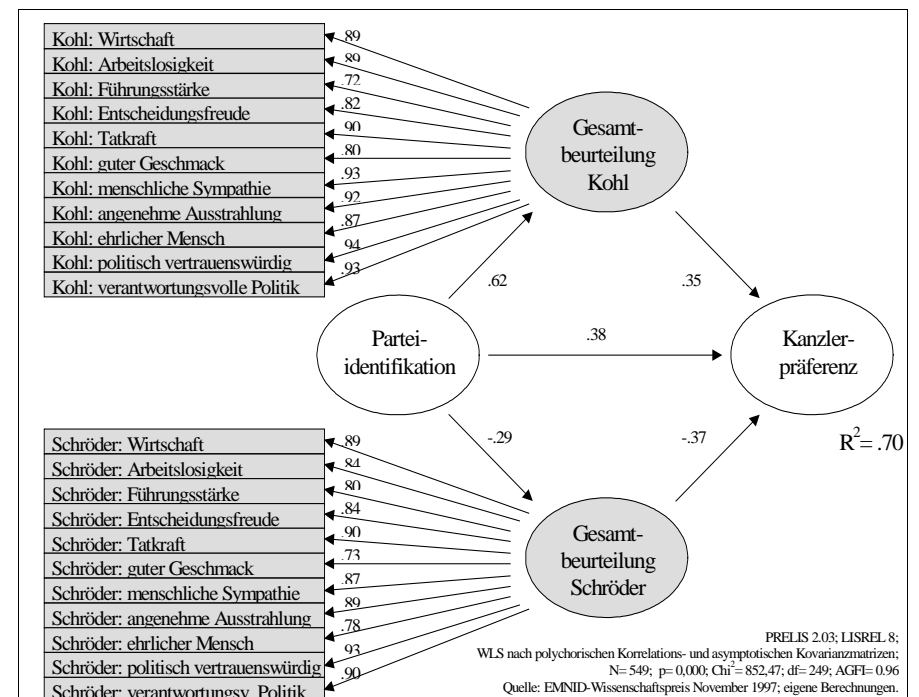 Kohl: Wirtschaft
Kohl: Arbeitslosigkeit
Kohl: Führungsstärke
Kohl: Entscheidungsfreude
Kohl: Tatkraft
Kohl: guter Geschmack
Kohl: menschliche Sympathie
Kohl: angenehme Ausstrahlung
Kohl: ehrlicher Mensch
Kohl: politisch vertrauenswürdig
Kohl: verantwortungsvolle Politik
.89
.89
.72
.82
.90
.80
.93
.92
.87
.94
.93
Gesamt-
beurteilung
Kohl
.62
.35
Partei-
identifikation
.38
Kanzler-
präferenz
-.29
-.37
R²= .70
Schröder: Wirtschaft
Schröder: Arbeitslosigkeit
Schröder: Führungsstärke
Schröder: Entscheidungsfreude
Schröder: Tatkraft
Schröder: guter Geschmack
Schröder: menschliche Sympathie
Schröder: angenehme Ausstrahlung
Schröder: ehrlicher Mensch
Schröder: politisch vertrauenswürdig
Schröder: verantwortungsv. Politik
.89
.84
.80
.84
.90
.73
.87
.89
.78
.93
.90
Gesamt-
beurteilung
Schröder
PRELIS 2.03; LISREL 8;
WLS nach polychorischen Korrelations- und asymptotischen Kovarianzmatrizen;
N= 549; p= 0,000; Chi²= 852,47; df= 249; AGFI= 0.96
Quelle: EMNID-Wissenschaftspreis November 1997; eigene Berechnungen.